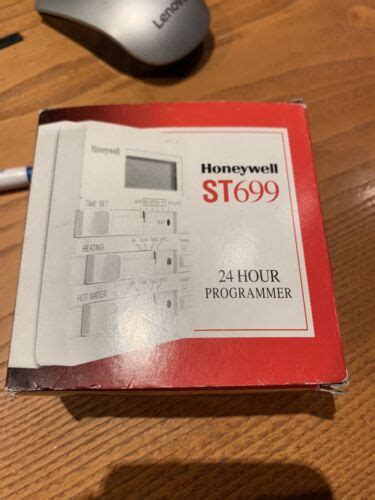 Lenovo
Honeywell
TIME SET
HEATING
HOT WATER
Honeywell
ST699
24 HOUR
PROGRAMMER